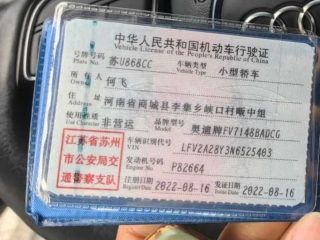 中华人民共和国机动车行驶证
Vehicle License of the People's Republic of China
号牌号码 苏U868CC 车辆类型 小型轿车
Plate No. Vehicle Type
所有人 何飞
Owner
住址 河南省商城县李集乡峡口村顺中组
Address
使用性质 非营运 品牌型号 奥迪牌FV7148BADCG
Use Character Model
江苏省苏州
市公安局交
通警察支队
车辆识别代号 LFV2A28Y3N6525403
VIN
发动机号码 P82664
Engine No.
注册日期 2022-08-16 发证日期 2022-08-16
Register Date Issue Date